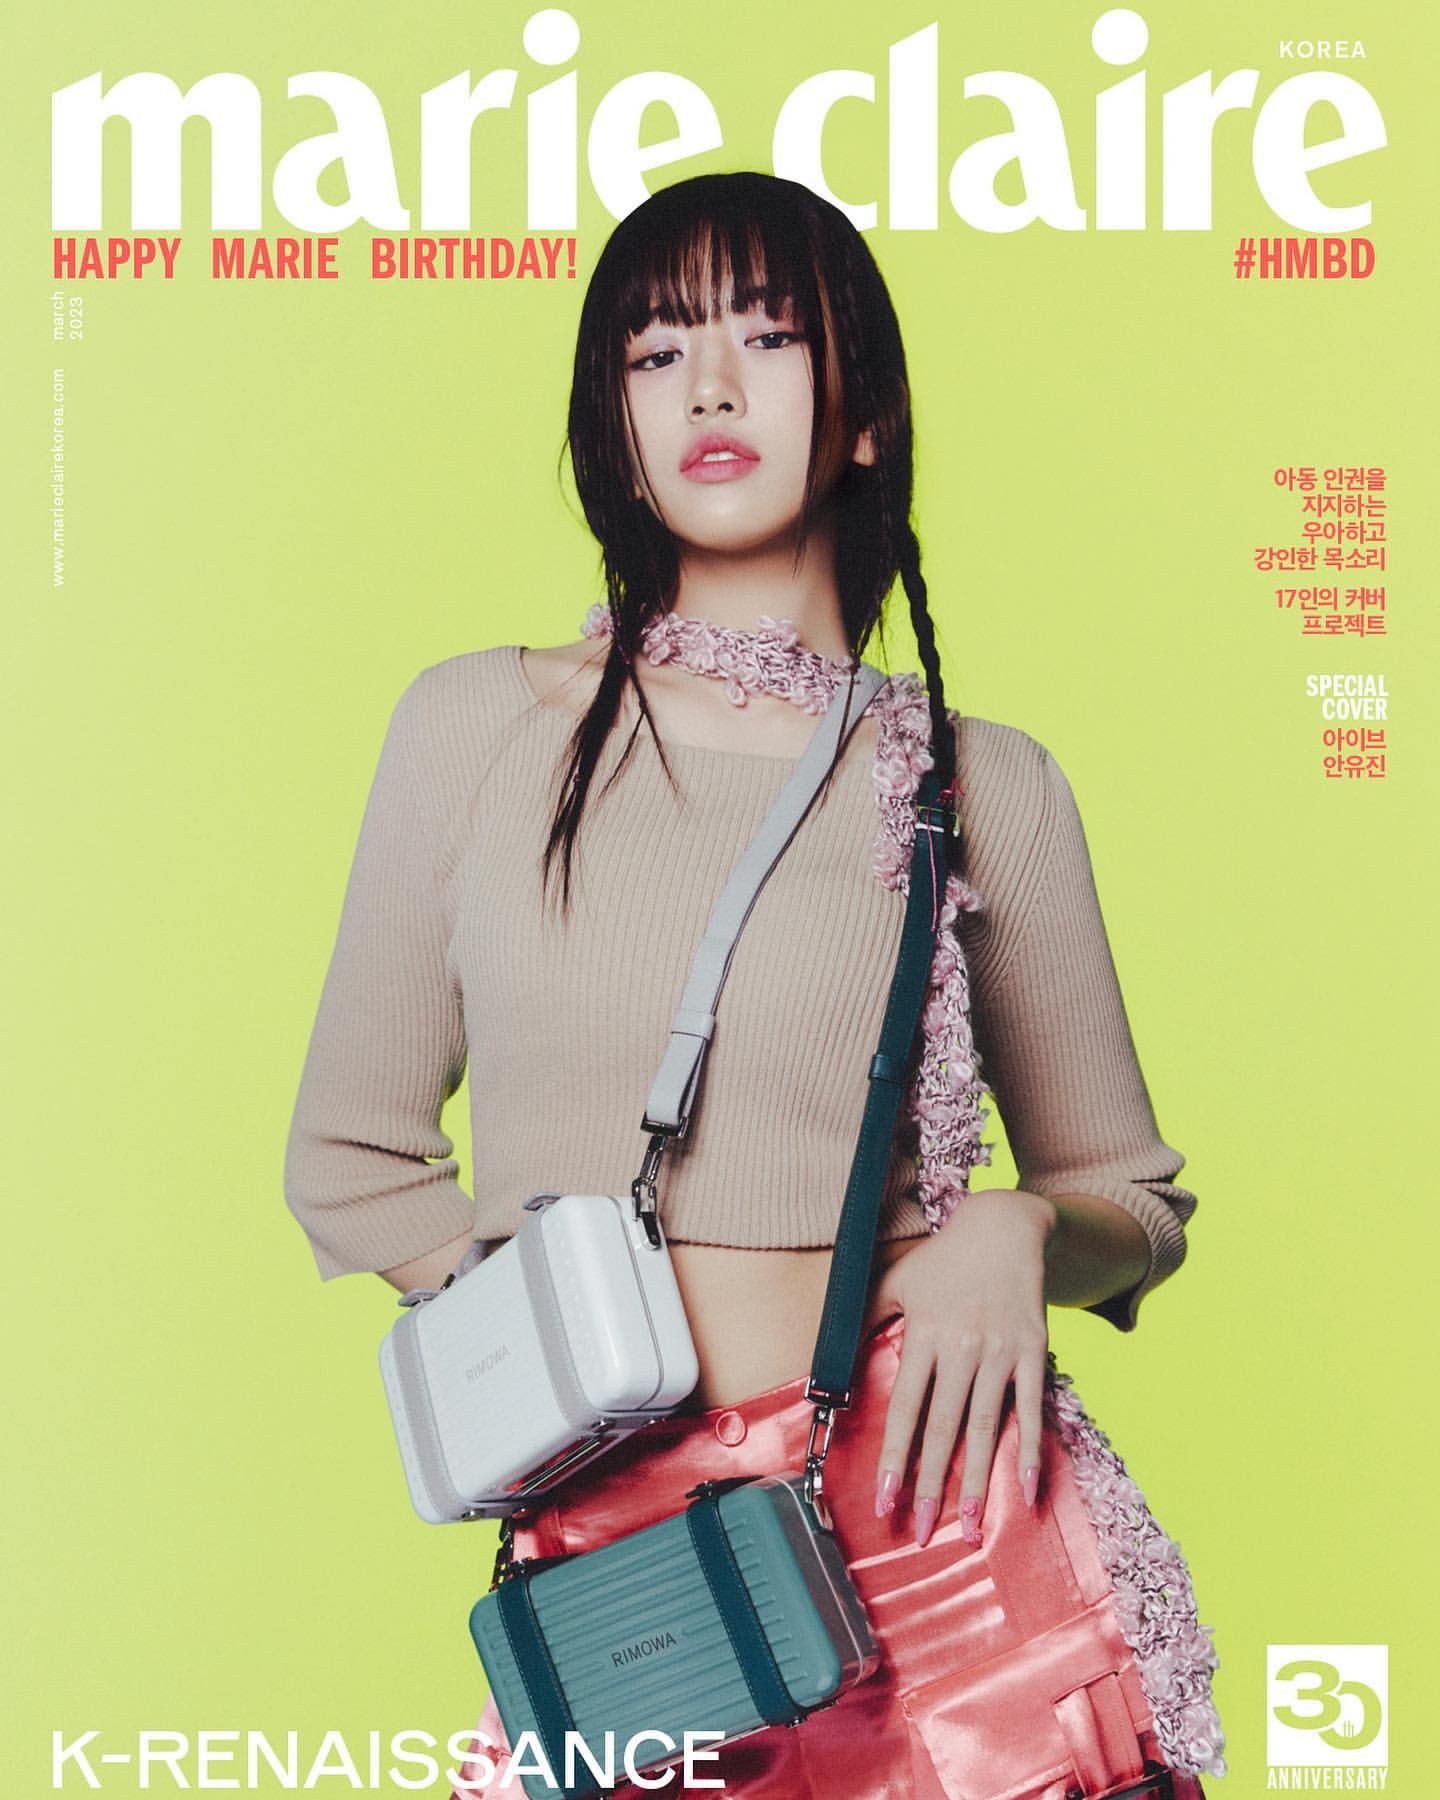 marie claire
KOREA
HAPPY MARIE BIRTHDAY!
#HMBD
march
2023
www.marieclairekorea.com
아동 인권을
지지하는
우아하고
강인한 목소리
17인의 커버
프로젝트
SPECIAL
COVER
아이브
안유진
RIMOWA
RIMOWA
K-RENAISSANCE
30
th
ANNIVERSARY